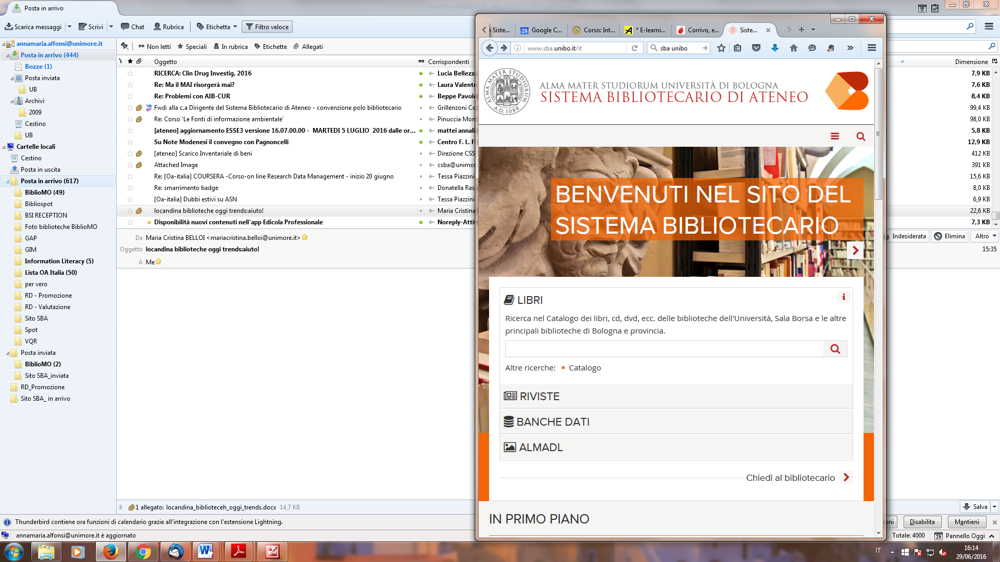 Posta in arrivo
Scarica messaggi
Scrivi
Chat
Rubrica
Etichetta
Filtro veloce
annamaria.alfonsi@unimore.it
Posta in arrivo (444)
Bozze (1)
Posta inviata
UB
Archivi
2009
Cestino
UB
Cartelle locali
Cestino
Posta in uscita
Posta in arrivo (617)
BiblioMO (49)
Bibliospot
BSI RECEPTION
Foto biblioteche BiblioMO
GAP
GIM
Information Literacy (5)
Lista OA Italia (50)
per vero
RD - Promozione
RD - Valutazione
Sito SBA
Spot
VQR
Posta inviata
BiblioMO (2)
Sito SBA_inviata
RD_Promozione
Sito SBA_ in arrivo
Non letti
Speciali
In rubrica
Etichette
Allegati
Oggetto
Corrispondenti
Dimensione
RICERCA: Clin Drug Investig, 2016
Lucia Bellezza
7,9 KB
Re: Ma il MAI risorgerà mai?
Laura Valente
7,6 KB
Re: Problemi con AIB-CUR
Beppe Pavole
8,4 KB
Fwd: alla c.a Dirigente del Sistema Bibliotecario di Ateneo - convenzione polo bibliotecario
Grillenzoni Co
99,4 KB
Re: Corso 'Le Fonti di informazione ambientale'
Pinuccia Mon
98,0 KB
[ateneo] aggiornamento ESSE3 versione 16.07.00.00 - MARTEDI 5 LUGLIO 2016 dalle or...
mattei annali
5,8 KB
Su Note Modenesi il convegno con Pagnoncelli
Centro F. L. F
12,9 KB
[ateneo] Scarico Inventariale di beni
Direzione CSS
412 KB
Attached Image
csba@unimo
391 KB
Re: [Oa-italia] COURSERA -Corso-on line Research Data Management - inizio 20 giugno
Tessa Piazzini
15,6 KB
Re: smarrimento badge
Donatella Ras
8,0 KB
[Oa-italia] Dubbi estivi su ASN
Tessa Piazzini
6,9 KB
locandina biblioteche oggi trends:aiuto!
Maria Cristina
22,6 KB
Disponibilità nuovi contenuti nell'app Edicola Professionale
Noreply-Attiv
7,3 KB
Da Maria Cristina BELLOI <mariacristina.belloi@unimore.it>
Oggetto locandina biblioteche oggi trends:aiuto!
A Me
Indesiderata
Elimina
Altro
15:35
o Siste...
29 Google C...
Corso: Int...
* E-learni...
Corrivo, e...
Siste...
www.sba.unibo.it/it
sba unibo
ALMA MATER STUDIORUM
A.D. 1088
ALMA MATER STUDIORUM UNIVERSITÀ DI BOLOGNA
SISTEMA BIBLIOTECARIO DI ATENEO
BENVENUTI NEL SITO DEL
SISTEMA BIBLIOTECARIO
LIBRI
Ricerca nel Catalogo dei libri, cd, dvd, ecc. delle biblioteche dell'Università, Sala Borsa e le altre
principali biblioteche di Bologna e provincia.
Altre ricerche:
Catalogo
RIVISTE
BANCHE DATI
ALMADL
Chiedi al bibliotecario
IN PRIMO PIANO
1 allegato: locandina_biblioteceh_oggi_trends.docx 14,7 KB
Salva
Thunderbird contiene ora funzioni di calendario grazie all'integrazione con l'estensione Lightning.
oni
Disabilita
Mantieni
annamaria.alfonsi@unimore.it è aggiornato
Totale: 4000
29 Pannello Oggi
IT
16:14
29/06/2016